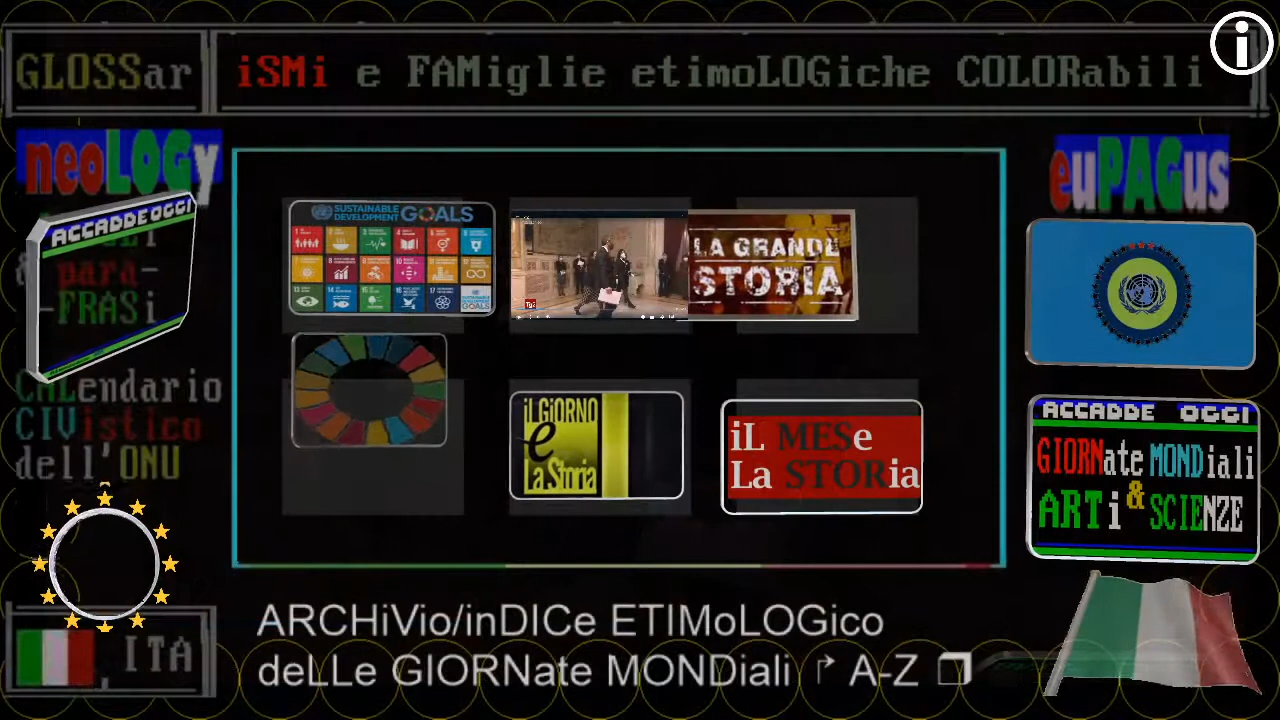 GLOSSar
iSMi e FAMiglie etimoLOGiche COLORabili
i
neoLOGy
euPAGus
ACCADDE OGGI
& para-
-FRASi
CALendario
CIVistico
dell'ONU
SUSTAINABLE
DEVELOPMENT GOALS
LA GRANDE
STORIA
iL GiORNO
e
La Storia
iL MESe
La STORia
ACCADDE OGGI
GIORNate MONDiali
&
ARTi SCIENZE
ITA
ARCHiVio/inDICe ETIMoLOGico
deLLe GIORNate MONDiali ↱ A-Z ❒